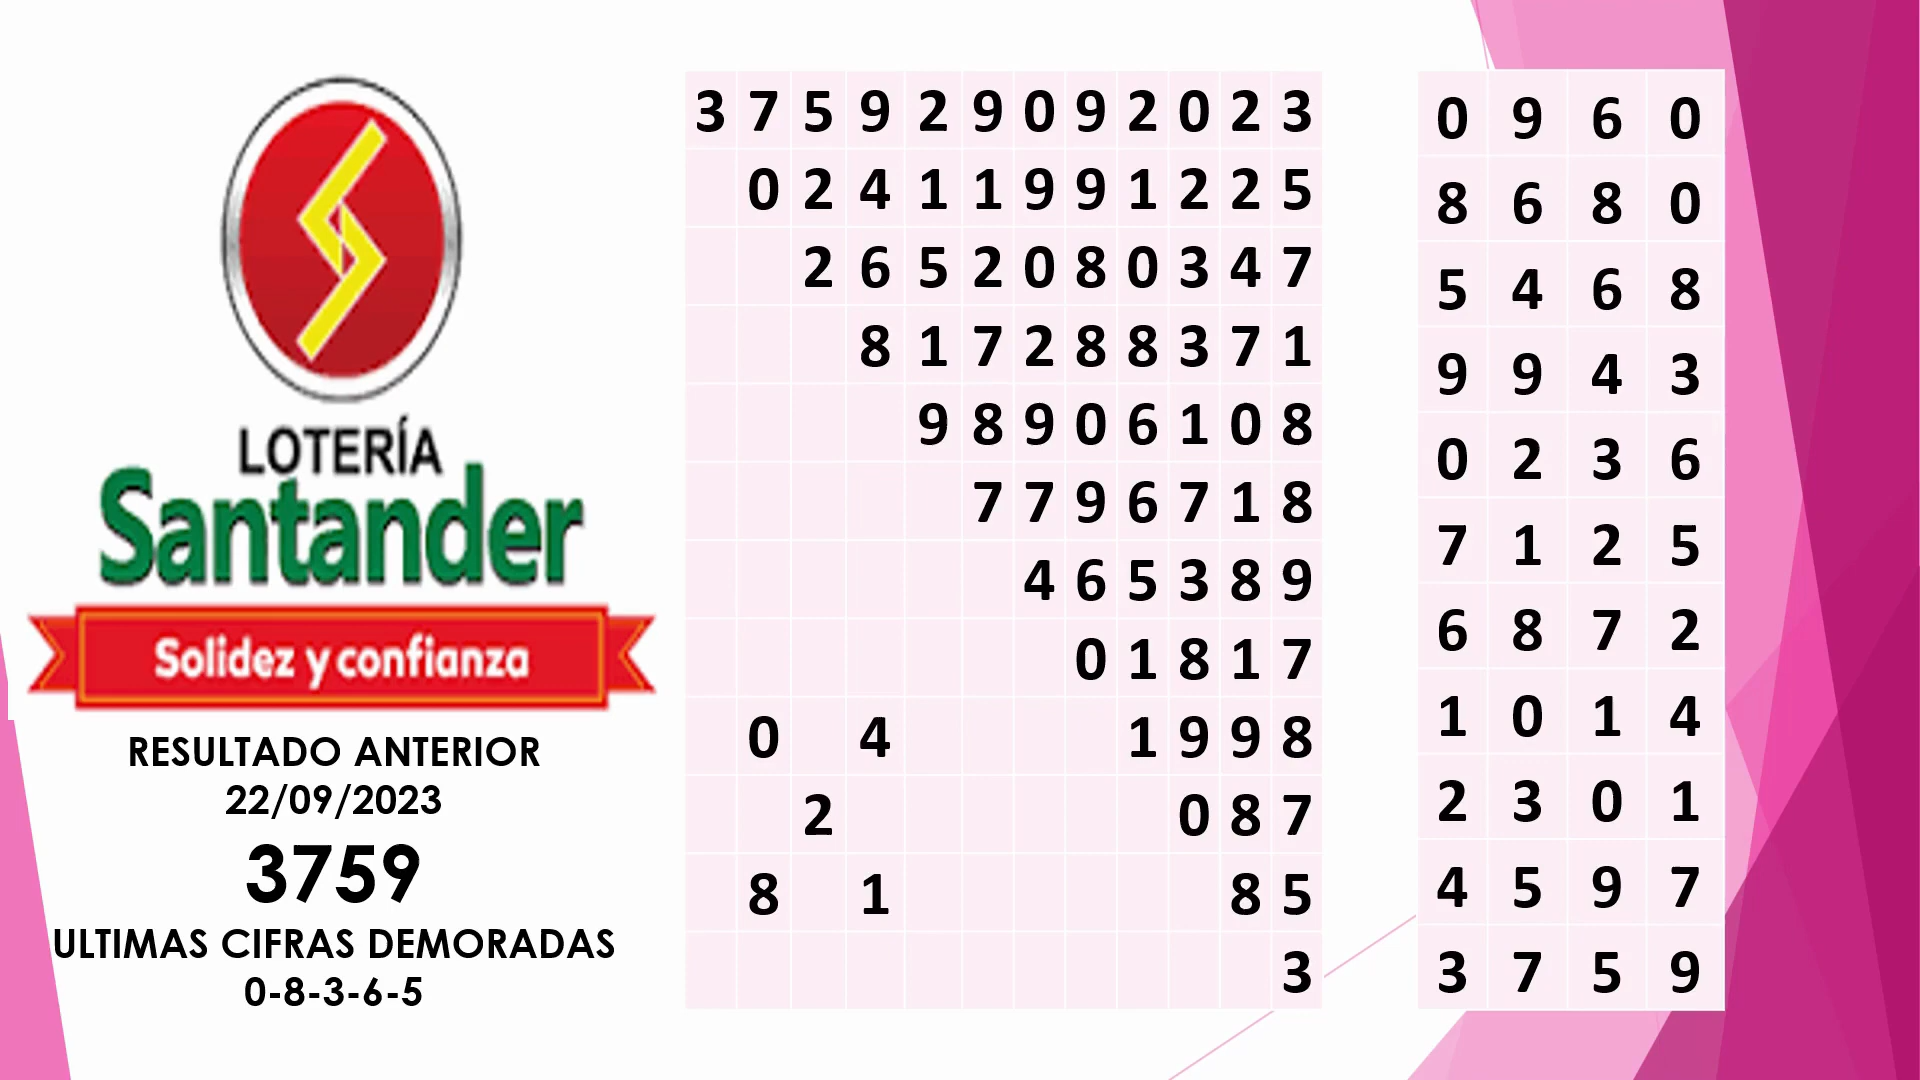 LOTERÍA
Santander
Solidez y confianza
RESULTADO ANTERIOR
22/09/2023
3759
ULTIMAS CIFRAS DEMORADAS
0-8-3-6-5
3 7 5 9 2 9 0 9 2 0 2 3
0 2 4 1 1 9 9 1 2 2 5
2 6 5 2 0 8 0 3 4 7
8 1 7 2 8 8 3 7 1
9 8 9 0 6 1 0 8
7 7 9 6 7 1 8
4 6 5 3 8 9
0 1 8 1 7
0 4 1 9 9 8
2 0 8 7
8 1 8 5
3
0 9 6 0
8 6 8 0
5 4 6 8
9 9 4 3
0 2 3 6
7 1 2 5
6 8 7 2
1 0 1 4
2 3 0 1
4 5 9 7
3 7 5 9